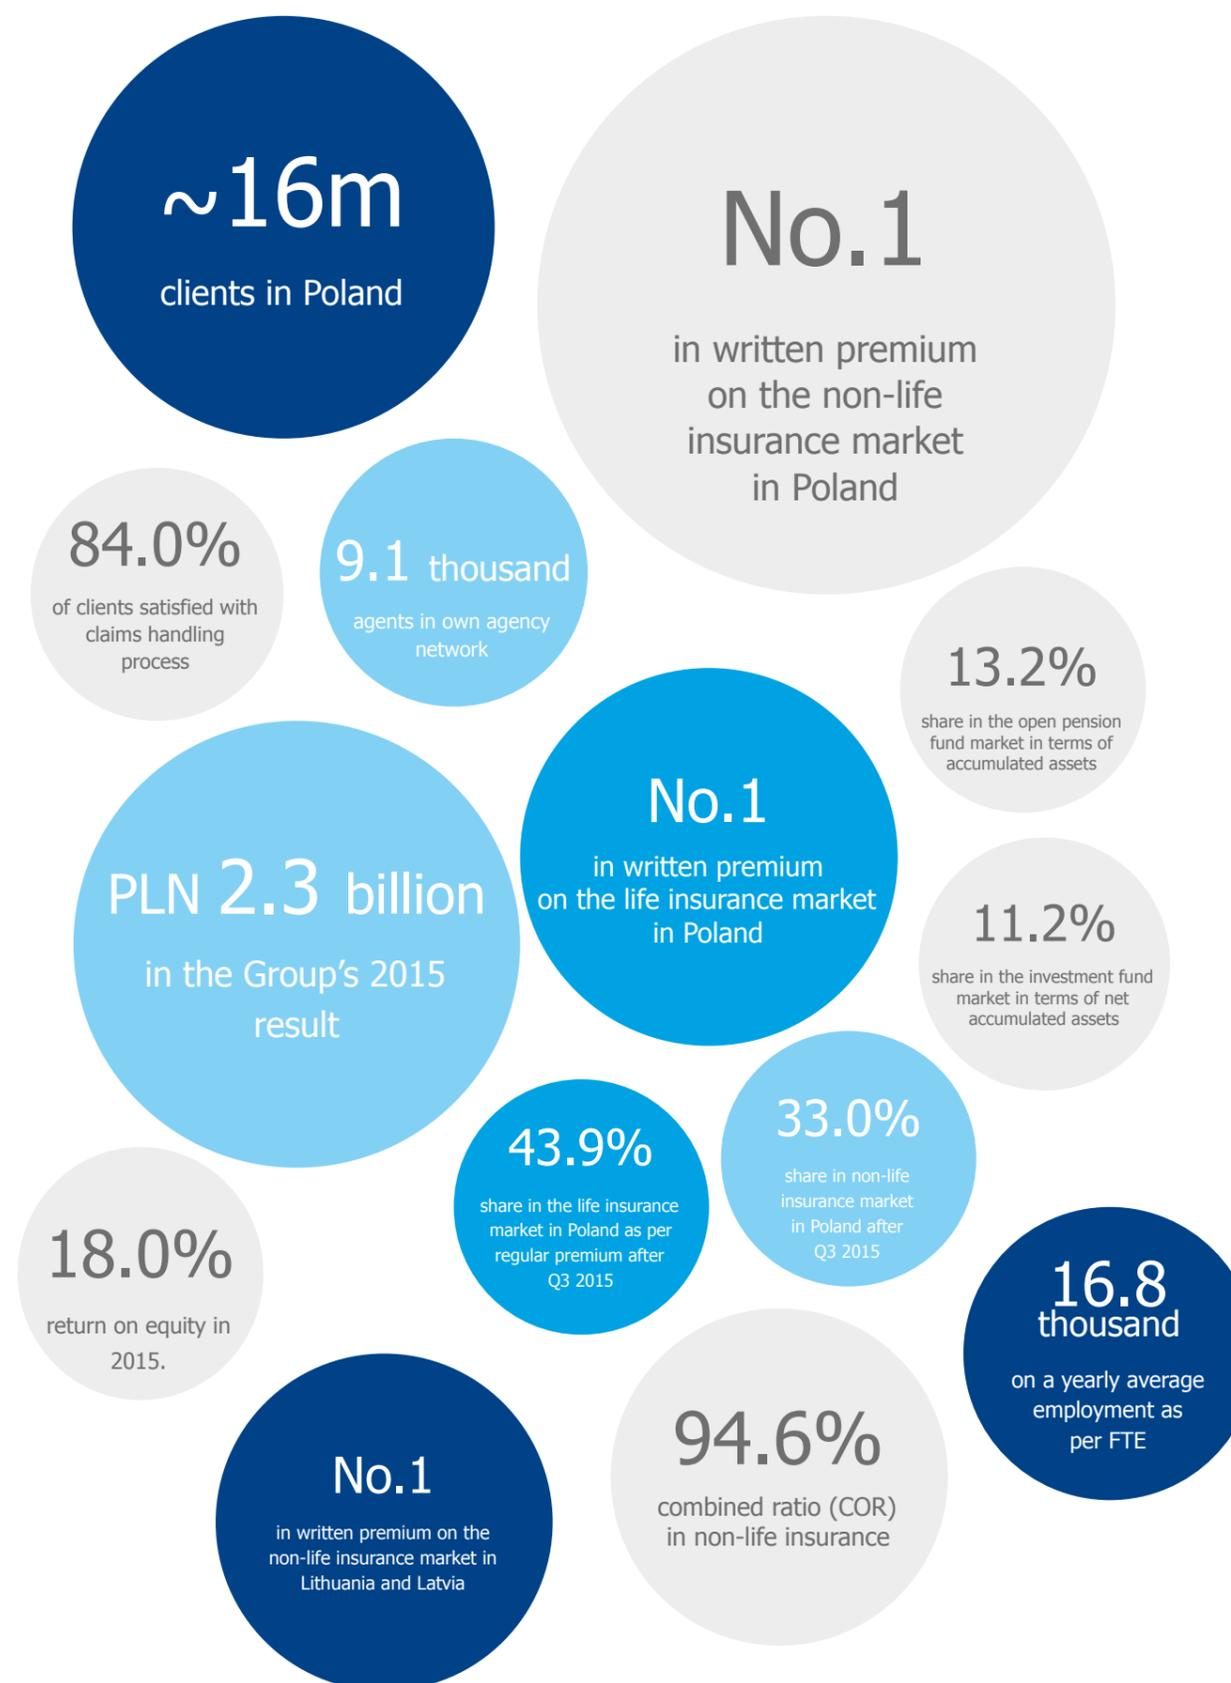 ~16m
clients in Poland
No.1
in written premium
on the non-life
insurance market
in Poland
84.0%
of clients satisfied with
claims handling
process
9.1 thousand
agents in own agency
network
13.2%
share in the open pension
fund market in terms of
accumulated assets
PLN 2.3 billion
in the Group’s 2015
result
No.1
in written premium
on the life insurance market
in Poland
11.2%
share in the investment fund
market in terms of net
accumulated assets
43.9%
share in the life insurance
market in Poland as per
regular premium after
Q3 2015
33.0%
share in non-life
insurance market
in Poland after
Q3 2015
18.0%
return on equity in
2015.
16.8
thousand
on a yearly average
employment as
per FTE
No.1
in written premium on the
non-life insurance market in
Lithuania and Latvia
94.6%
combined ratio (COR)
in non-life insurance